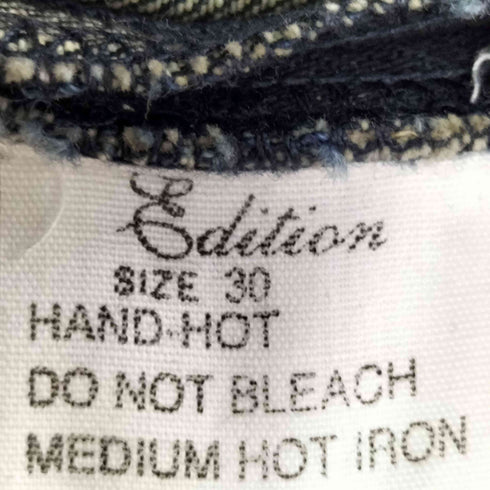 Edition
SIZE 30
HAND-HOT
DO NOT BLEACH
MEDIUM HOT IRON